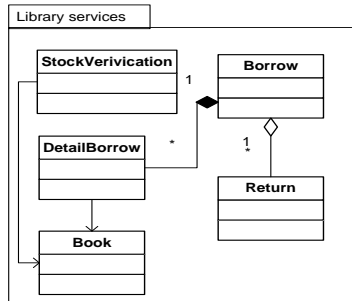 Library services
StockVerivication
Borrow
1
DetailBorrow
*
1
*
Return
Book